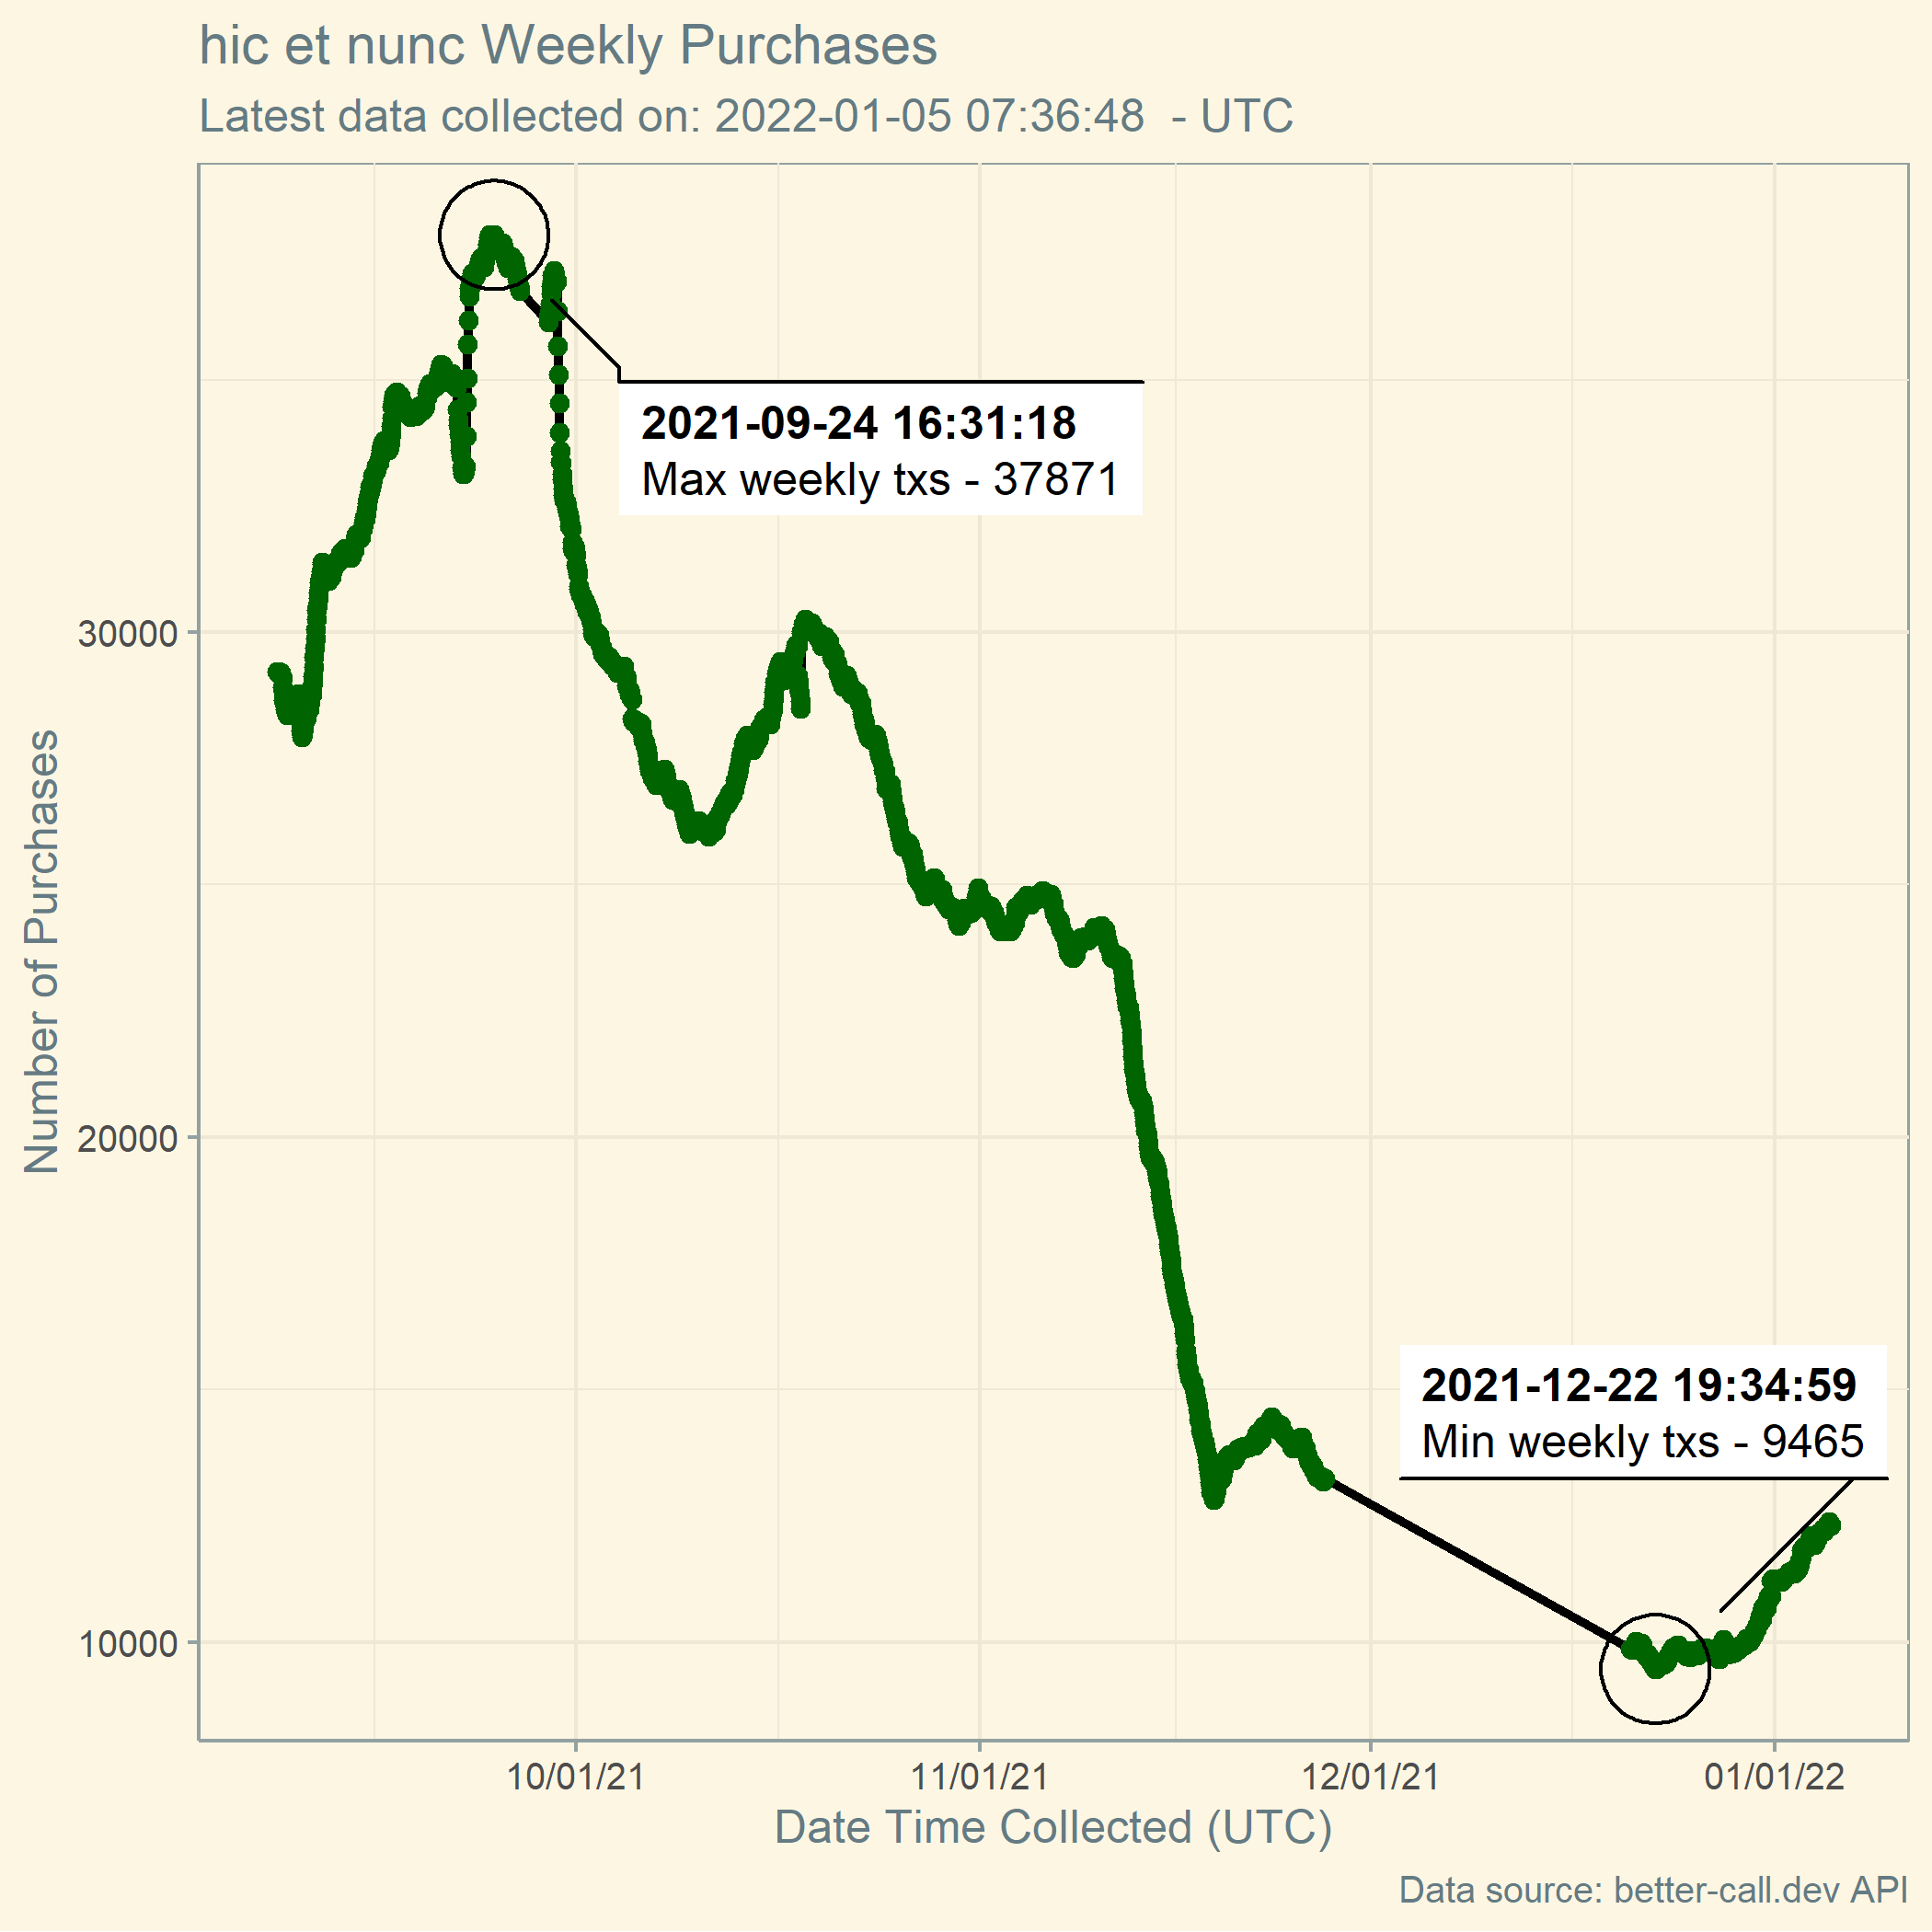 hic et nunc Weekly Purchases
Latest data collected on: 2022-01-05 07:36:48  - UTC
2021-09-24 16:31:18
Max weekly txs - 37871
30000
20000
10000
Number of Purchases
2021-12-22 19:34:59
Min weekly txs - 9465
10/01/21
11/01/21
12/01/21
01/01/22
Date Time Collected (UTC)
Data source: better-call.dev API